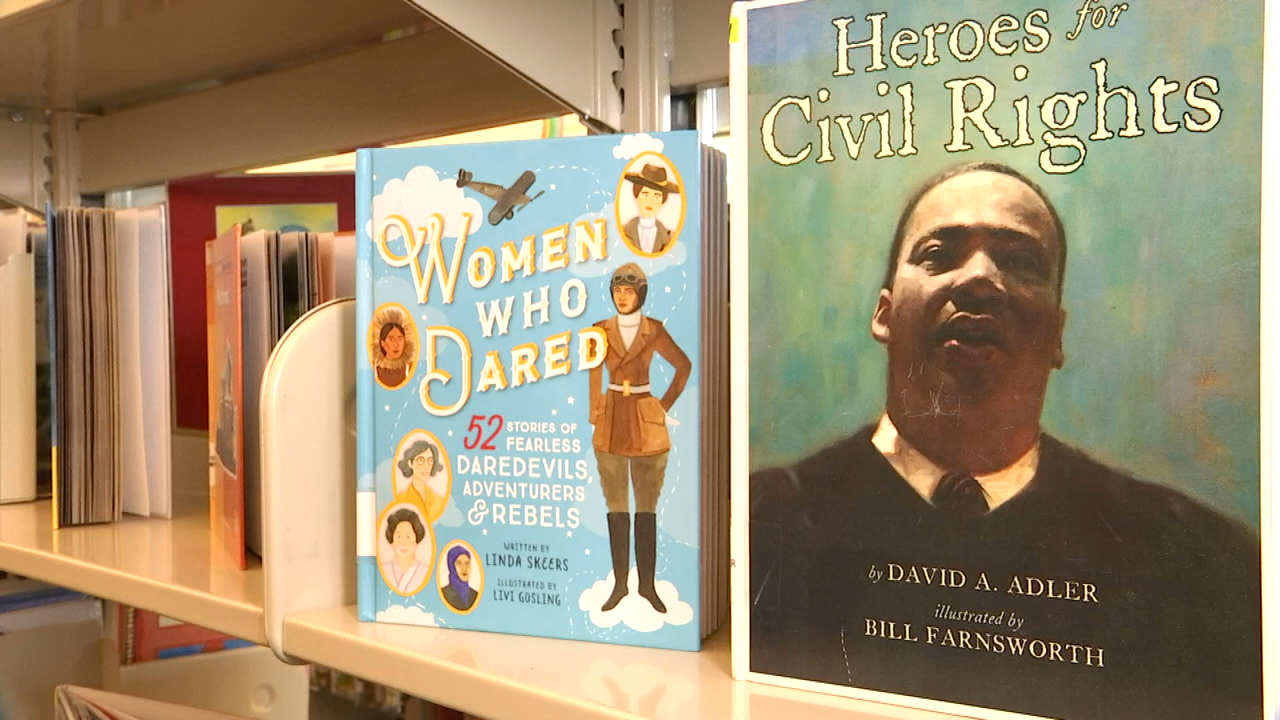 WOMEN
WHO
DARED
52 STORIES OF
FEARLESS
DAREDEVILS,
ADVENTURERS
& REBELS
WRITTEN BY
LINDA SKEERS
ILLUSTRATED BY
LIVI GOSLING
Heroes for
Civil Rights
by DAVID A. ADLER
illustrated by
BILL FARNSWORTH